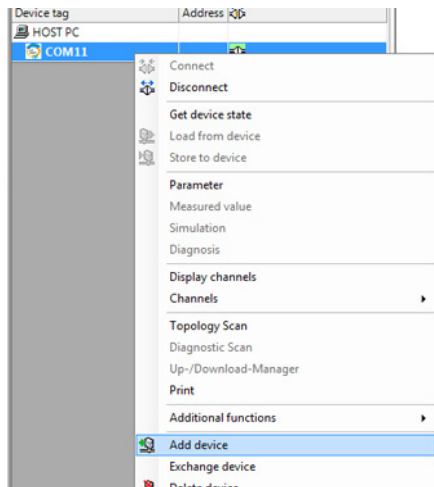 Device tag Address
HOST PC
COM11
Connect
Disconnect
Get device state
Load from device
Store to device
Parameter
Measured value
Simulation
Diagnosis
Display channels
Channels
Topology Scan
Diagnostic Scan
Up-/Download-Manager
Print
Additional functions
Add device
Exchange device
Delete device